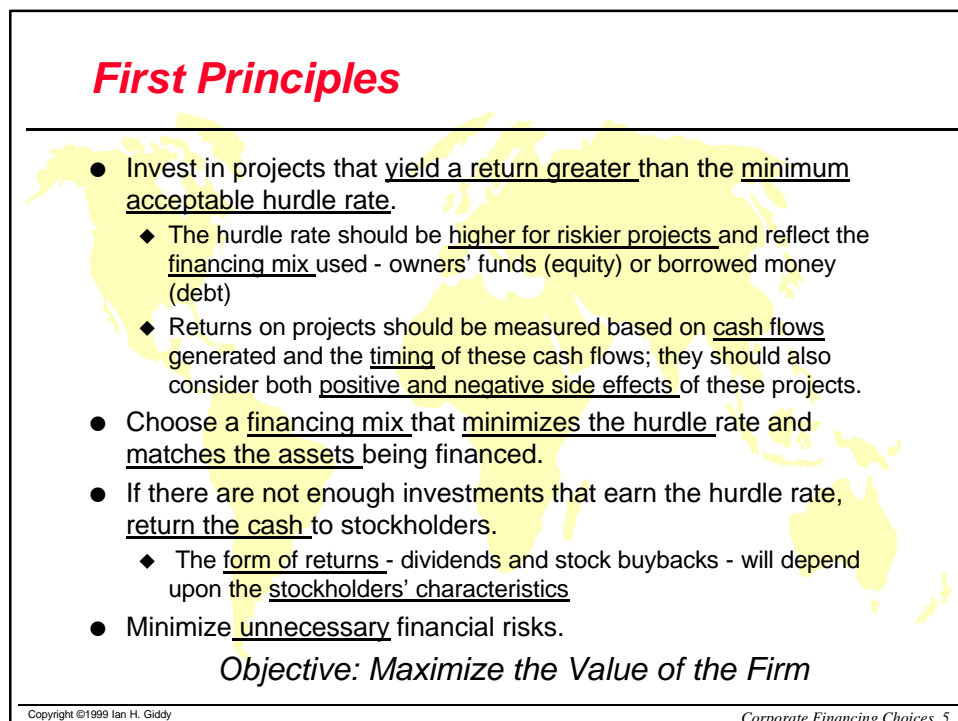 First Principles
● Invest in projects that yield a return greater than the minimum
acceptable hurdle rate.
◆ The hurdle rate should be higher for riskier projects and reflect the
financing mix used - owners' funds (equity) or borrowed money
(debt)
◆ Returns on projects should be measured based on cash flows
generated and the timing of these cash flows; they should also
consider both positive and negative side effects of these projects.
● Choose a financing mix that minimizes the hurdle rate and
matches the assets being financed.
● If there are not enough investments that earn the hurdle rate,
return the cash to stockholders.
◆ The form of returns - dividends and stock buybacks - will depend
upon the stockholders' characteristics
● Minimize unnecessary financial risks.
Objective: Maximize the Value of the Firm
Copyright ©1999 Ian H. Giddy
Corporate Financing Choices 5